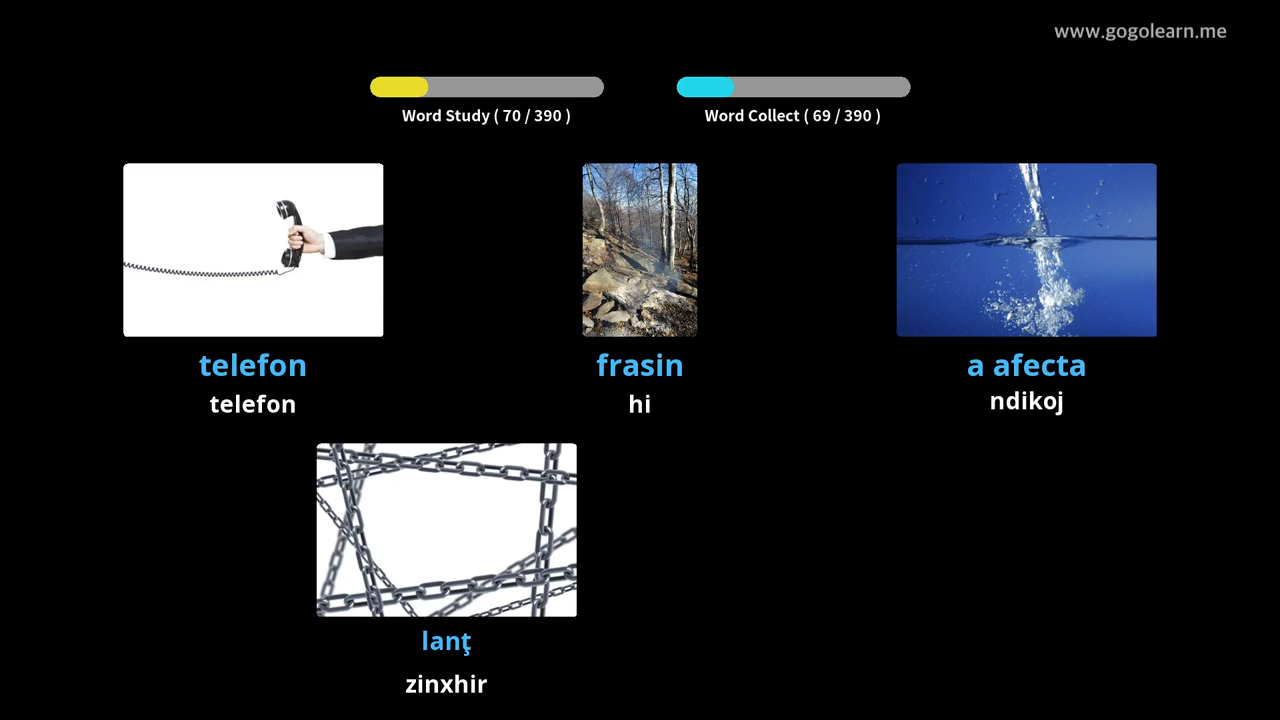 www.gogolearn.me
Word Study ( 70 / 390 )
Word Collect ( 69 / 390 )
telefon
telefon
frasin
hi
a afecta
ndikoj
lanţ
zinxhir